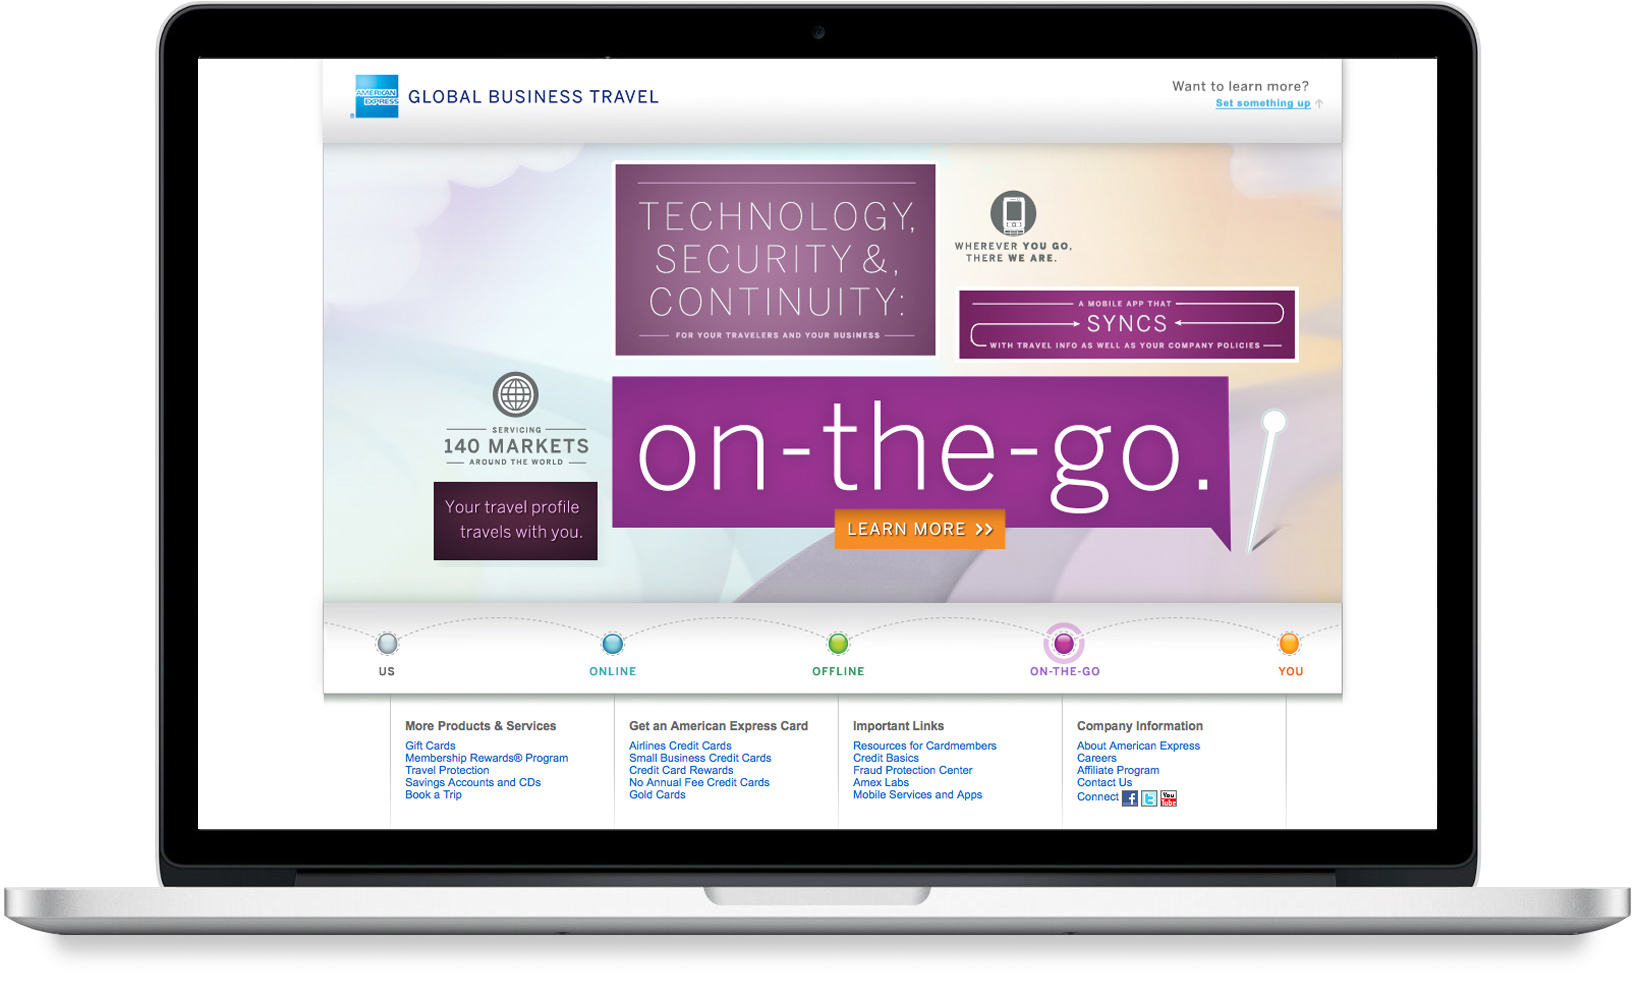 AMERICAN
EXPRESS
®
GLOBAL BUSINESS TRAVEL
Want to learn more?
Set something up
TECHNOLOGY,
SECURITY &,
CONTINUITY:
FOR YOUR TRAVELERS AND YOUR BUSINESS
WHEREVER YOU GO,
THERE WE ARE.
A MOBILE APP THAT
SYNCS
WITH TRAVEL INFO AS WELL AS YOUR COMPANY POLICIES
SERVICING
140 MARKETS
AROUND THE WORLD
Your travel profile
travels with you.
on-the-go.
LEARN MORE >>
US
ONLINE
OFFLINE
ON-THE-GO
YOU
More Products & Services
Gift Cards
Membership Rewards® Program
Travel Protection
Savings Accounts and CDs
Book a Trip
Get an American Express Card
Airlines Credit Cards
Small Business Credit Cards
Credit Card Rewards
No Annual Fee Credit Cards
Gold Cards
Important Links
Resources for Cardmembers
Credit Basics
Fraud Protection Center
Amex Labs
Mobile Services and Apps
Company Information
About American Express
Careers
Affiliate Program
Contact Us
Connect f t You
Tube